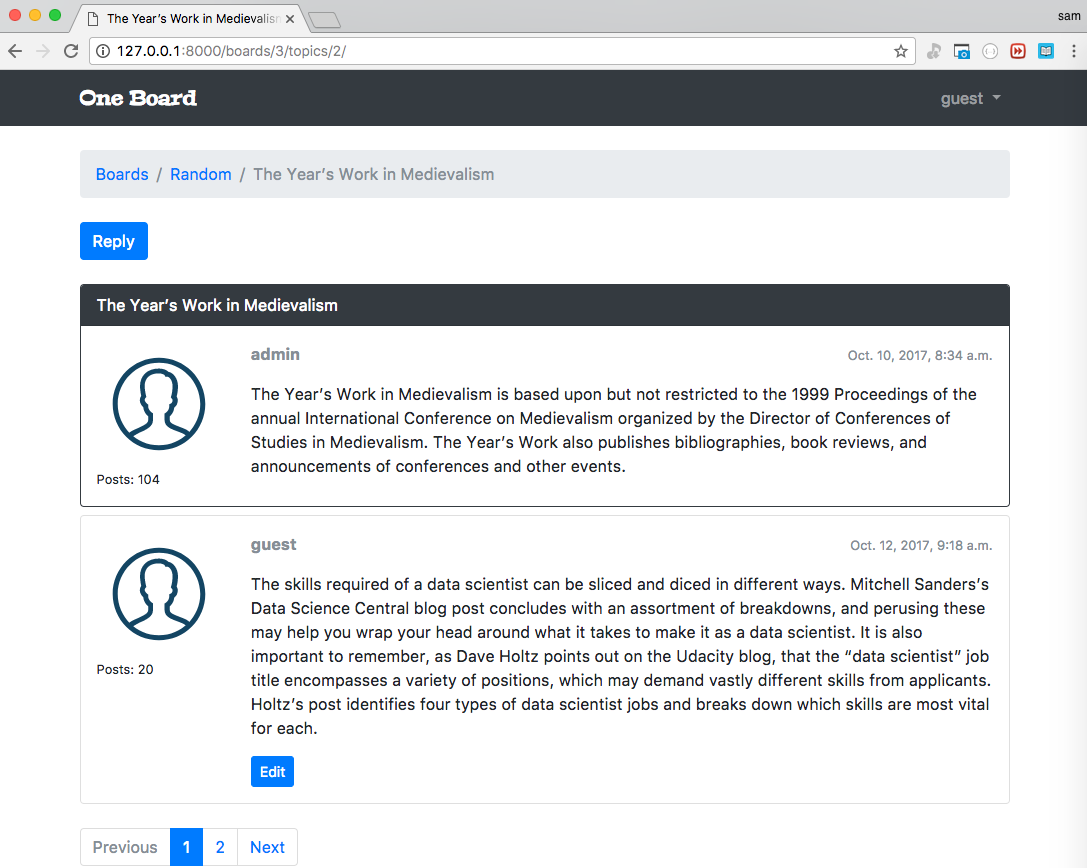 The Year's Work in Medievalism
sam
127.0.0.1:8000/boards/3/topics/2/
One Board
guest
Boards / Random / The Year’s Work in Medievalism
Reply
The Year’s Work in Medievalism
admin
Oct. 10, 2017, 8:34 a.m.
The Year’s Work in Medievalism is based upon but not restricted to the 1999 Proceedings of the
annual International Conference on Medievalism organized by the Director of Conferences of
Studies in Medievalism. The Year’s Work also publishes bibliographies, book reviews, and
announcements of conferences and other events.
Posts: 104
guest
Oct. 12, 2017, 9:18 a.m.
The skills required of a data scientist can be sliced and diced in different ways. Mitchell Sanders’s
Data Science Central blog post concludes with an assortment of breakdowns, and perusing these
may help you wrap your head around what it takes to make it as a data scientist. It is also
important to remember, as Dave Holtz points out on the Udacity blog, that the “data scientist” job
title encompasses a variety of positions, which may demand vastly different skills from applicants.
Holtz’s post identifies four types of data scientist jobs and breaks down which skills are most vital
for each.
Posts: 20
Edit
Previous 1 2 Next